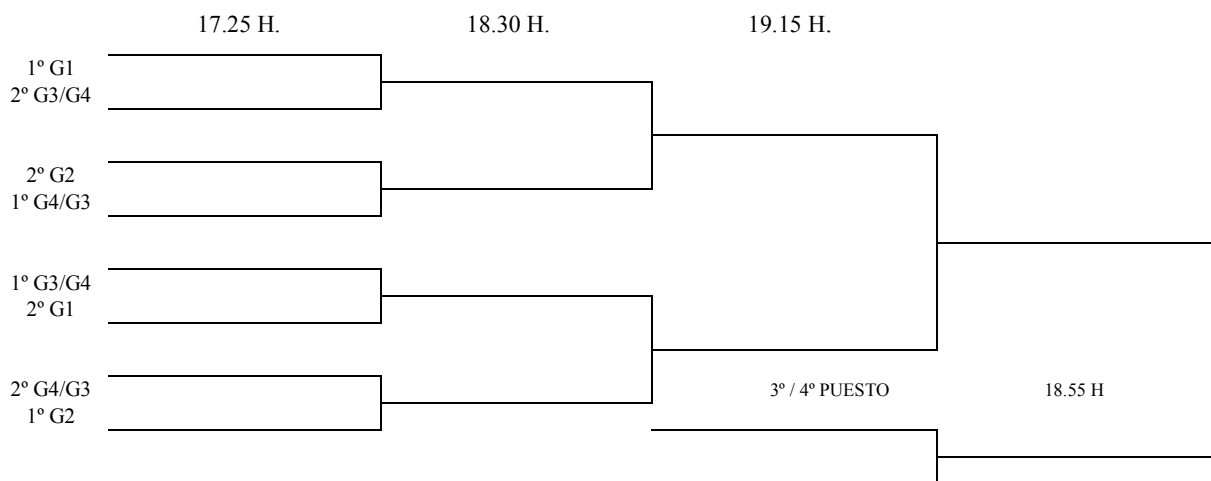 17.25 H. 18.30 H. 19.15 H.
1º G1
2º G3/G4
2º G2
1º G4/G3
1º G3/G4
2º G1
2º G4/G3
1º G2
3º / 4º PUESTO 18.55 H